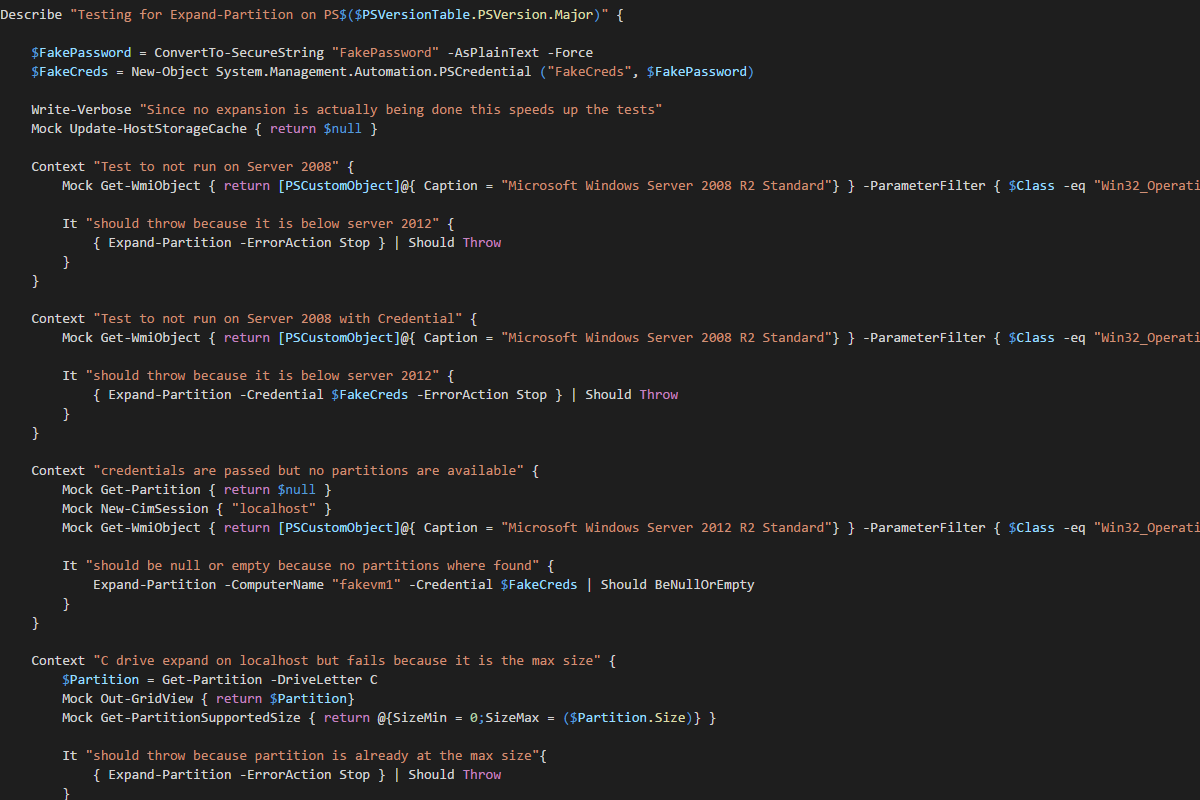 Describe "Testing for Expand-Partition on PS$($PSVersionTable.PSVersion.Major)" {
$FakePassword = ConvertTo-SecureString "FakePassword" -AsPlainText -Force
$FakeCreds = New-Object System.Management.Automation.PSCredential ("FakeCreds", $FakePassword)
Write-Verbose "Since no expansion is actually being done this speeds up the tests"
Mock Update-HostStorageCache { return $null }
Context "Test to not run on Server 2008" {
Mock Get-WmiObject { return [PSCustomObject]@{ Caption = "Microsoft Windows Server 2008 R2 Standard"} } -ParameterFilter { $Class -eq "Win32_Operati
It "should throw because it is below server 2012" {
{ Expand-Partition -ErrorAction Stop } | Should Throw
}
}
Context "Test to not run on Server 2008 with Credential" {
Mock Get-WmiObject { return [PSCustomObject]@{ Caption = "Microsoft Windows Server 2008 R2 Standard"} } -ParameterFilter { $Class -eq "Win32_Operati
It "should throw because it is below server 2012" {
{ Expand-Partition -Credential $FakeCreds -ErrorAction Stop } | Should Throw
}
}
Context "credentials are passed but no partitions are available" {
Mock Get-Partition { return $null }
Mock New-CimSession { "localhost" }
Mock Get-WmiObject { return [PSCustomObject]@{ Caption = "Microsoft Windows Server 2012 R2 Standard"} } -ParameterFilter { $Class -eq "Win32_Operati
It "should be null or empty because no partitions where found" {
Expand-Partition -ComputerName "fakevm1" -Credential $FakeCreds | Should BeNullOrEmpty
}
}
Context "C drive expand on localhost but fails because it is the max size" {
$Partition = Get-Partition -DriveLetter C
Mock Out-GridView { return $Partition}
Mock Get-PartitionSupportedSize { return @{SizeMin = 0;SizeMax = ($Partition.Size)} }
It "should throw because partition is already at the max size"{
{ Expand-Partition -ErrorAction Stop } | Should Throw
}